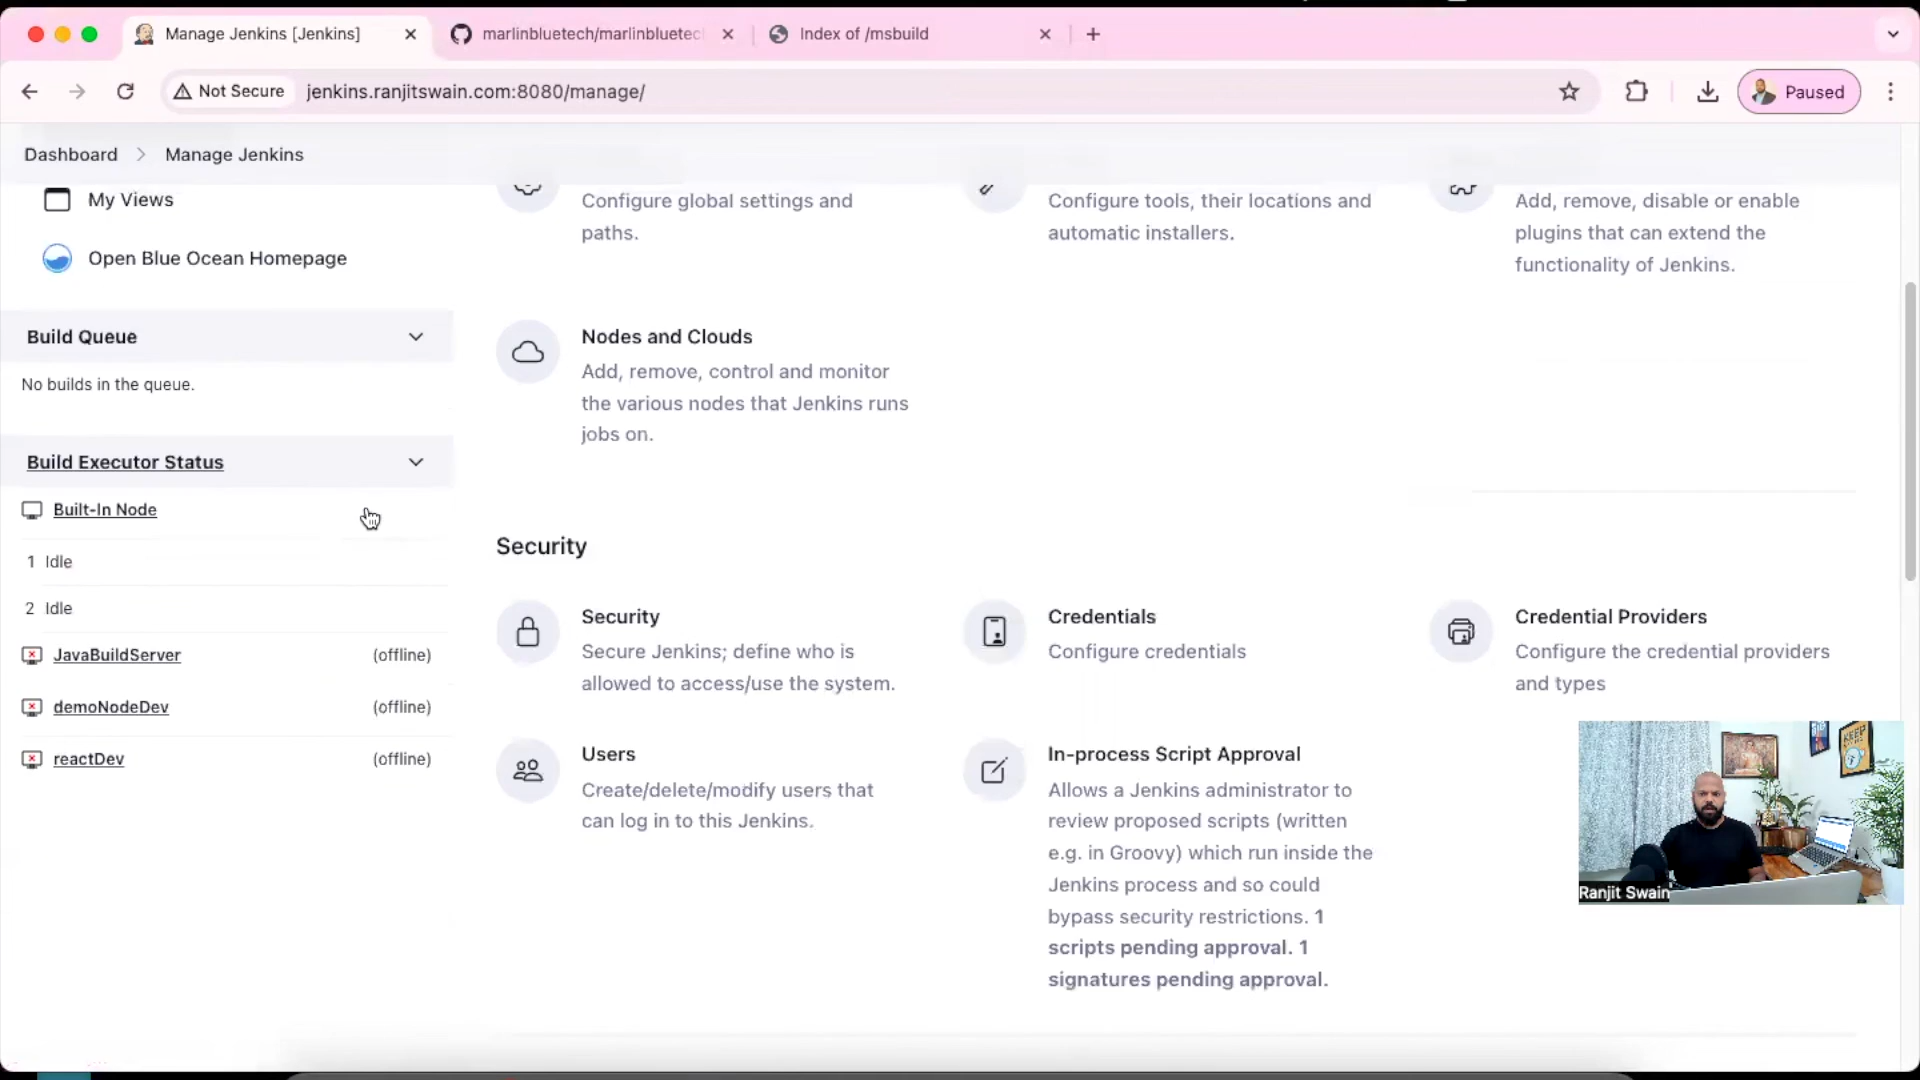 Manage Jenkins [Jenkins]
marlinbluetech/marlinbluetec
Index of /msbuild
Not Secure
jenkins.ranjitswain.com:8080/manage/
Paused
Dashboard
Manage Jenkins
My Views
Open Blue Ocean Homepage
Build Queue
No builds in the queue.
Build Executor Status
Built-In Node
1 Idle
2 Idle
JavaBuildServer (offline)
demoNodeDev (offline)
reactDev (offline)
Configure global settings and
paths.
Configure tools, their locations and
automatic installers.
Add, remove, disable or enable
plugins that can extend the
functionality of Jenkins.
Nodes and Clouds
Add, remove, control and monitor
the various nodes that Jenkins runs
jobs on.
Security
Security
Secure Jenkins; define who is
allowed to access/use the system.
Credentials
Configure credentials
Credential Providers
Configure the credential providers
and types
Users
Create/delete/modify users that
can log in to this Jenkins.
In-process Script Approval
Allows a Jenkins administrator to
review proposed scripts (written
e.g. in Groovy) which run inside the
Jenkins process and so could
bypass security restrictions. 1
scripts pending approval. 1
signatures pending approval.
Ranjit Swain